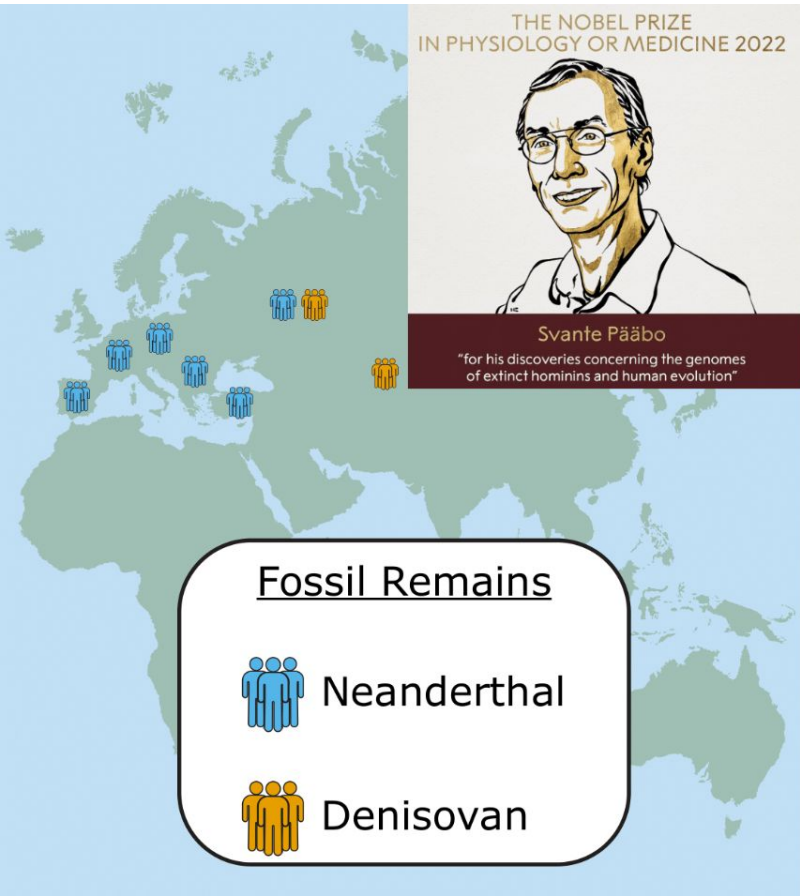 THE NOBEL PRIZE
IN PHYSIOLOGY OR MEDICINE 2022
Svante Pääbo
"for his discoveries concerning the genomes
of extinct hominins and human evolution"
Fossil Remains
Neanderthal
Denisovan